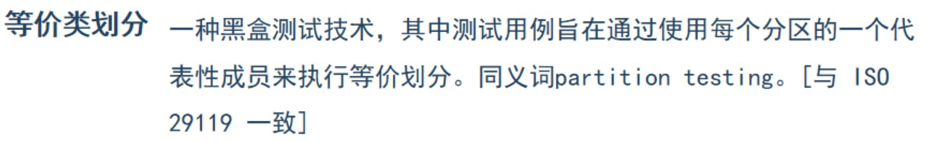 等价类划分 一种黑盒测试技术，其中测试用例旨在通过使用每个分区的一个代
表性成员来执行等价划分。同义词partition testing。[与 ISO
29119 一致]